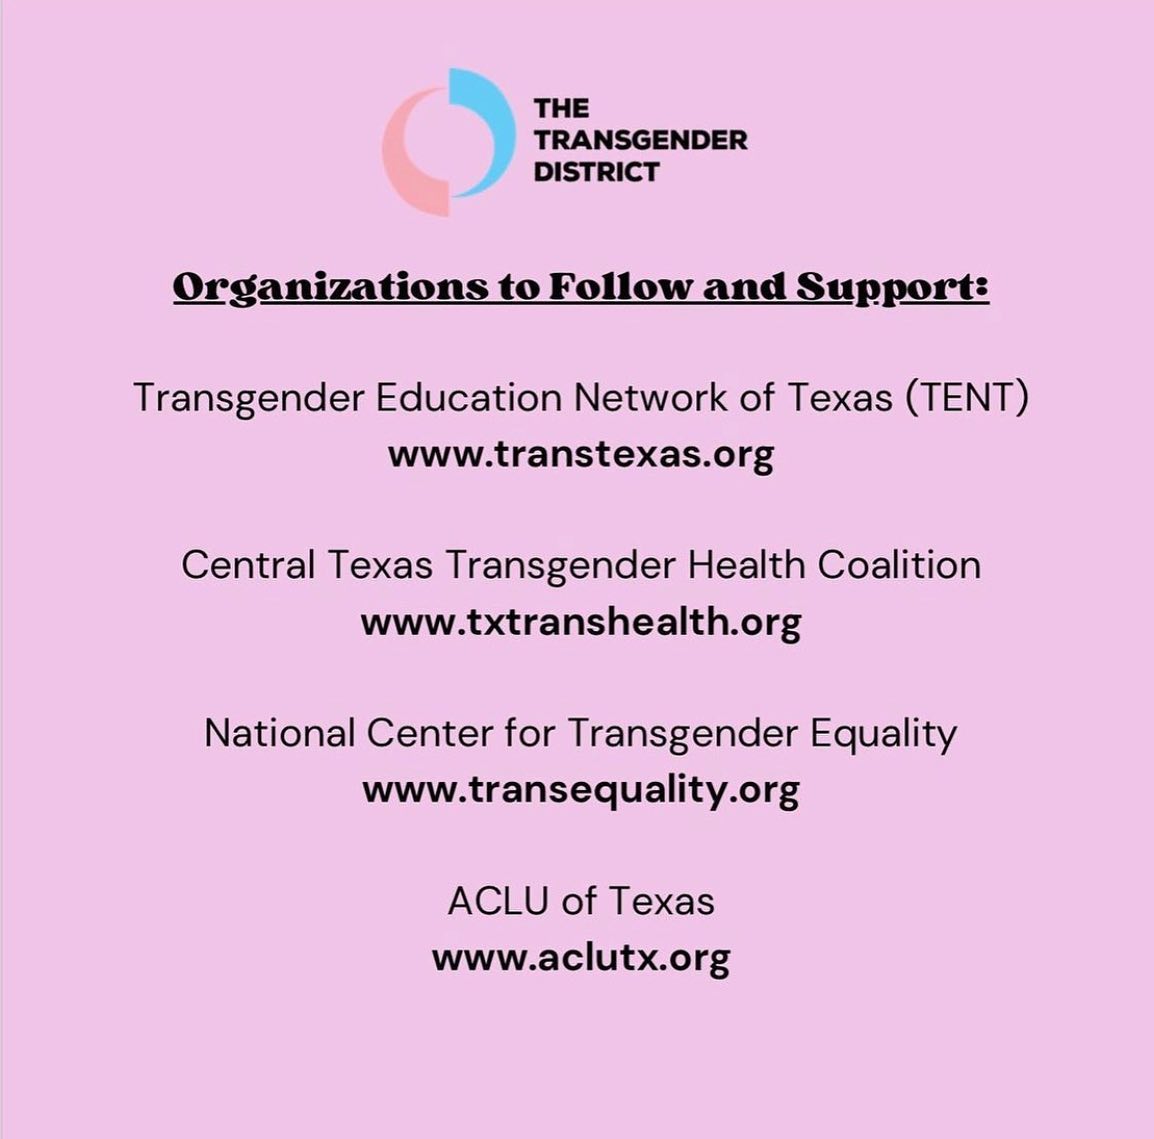 THE
TRANSGENDER
DISTRICT
Organizations to Follow and Support:
Transgender Education Network of Texas (TENT)
www.transtexas.org
Central Texas Transgender Health Coalition
www.txtranshealth.org
National Center for Transgender Equality
www.transequality.org
ACLU of Texas
www.aclutx.org